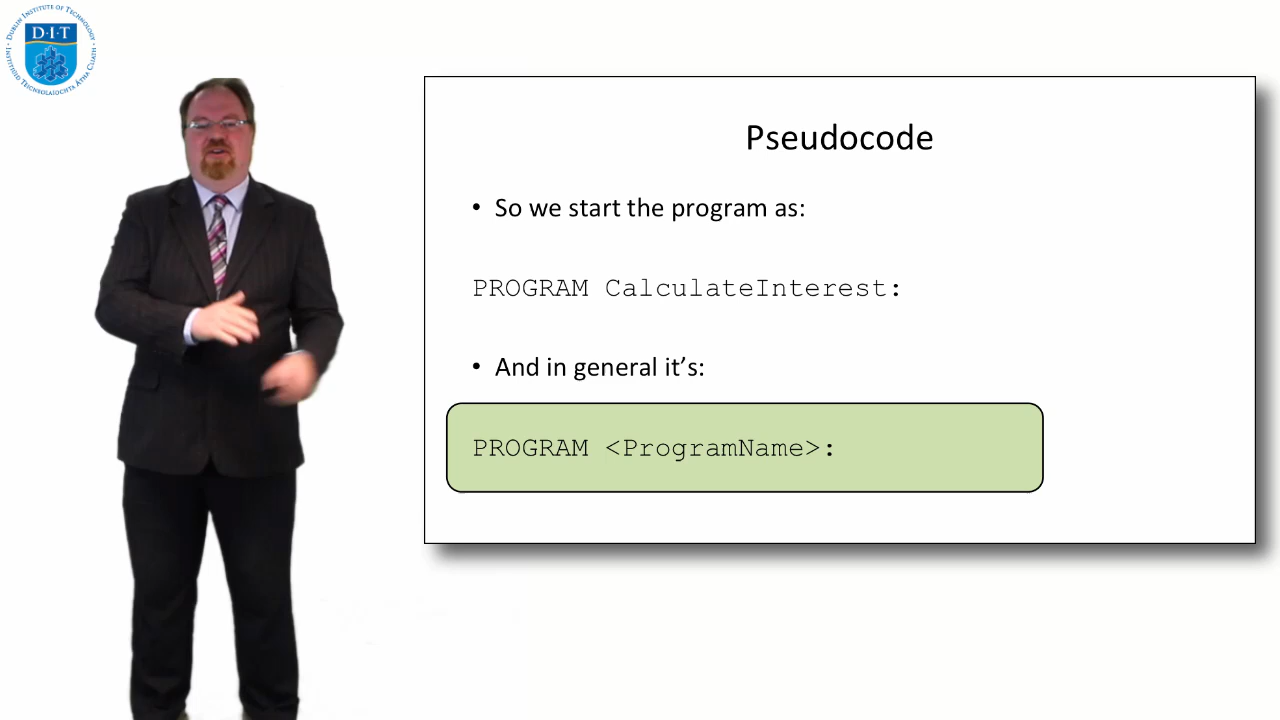 DUBLIN INSTITUTE OF TECHNOLOGY
D·I·T
INSTITIÚID TEICNEOLAÍOCHTA ÁTHA CLIATH
Pseudocode
• So we start the program as:
PROGRAM CalculateInterest:
• And in general it’s:
PROGRAM <ProgramName>: